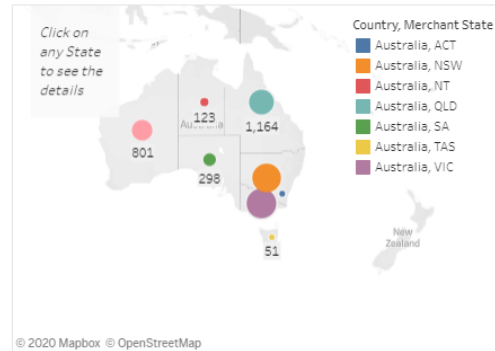 Click on
any State
to see the
details
Country, Merchant State
Australia, ACT
Australia, NSW
Australia, NT
Australia, QLD
Australia, SA
Australia, TAS
Australia, VIC
123
Australia
1,164
801
298
51
New
Zealand
© 2020 Mapbox © OpenStreetMap